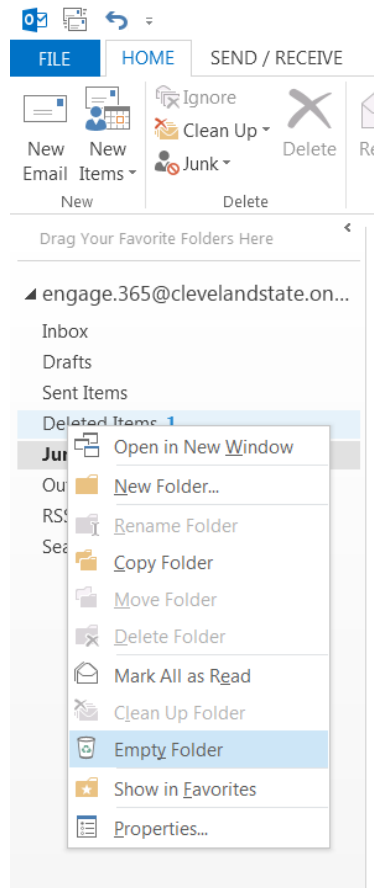 FILE HOME SEND / RECEIVE
Ignore
Clean Up
Junk
New Email
New Items
Delete
New
Delete
Drag Your Favorite Folders Here
engage.365@clevelandstate.on...
Inbox
Drafts
Sent Items
Deleted Items 1
Open in New Window
New Folder...
Rename Folder
Copy Folder
Move Folder
Delete Folder
Mark All as Read
Clean Up Folder
Empty Folder
Show in Favorites
Properties...